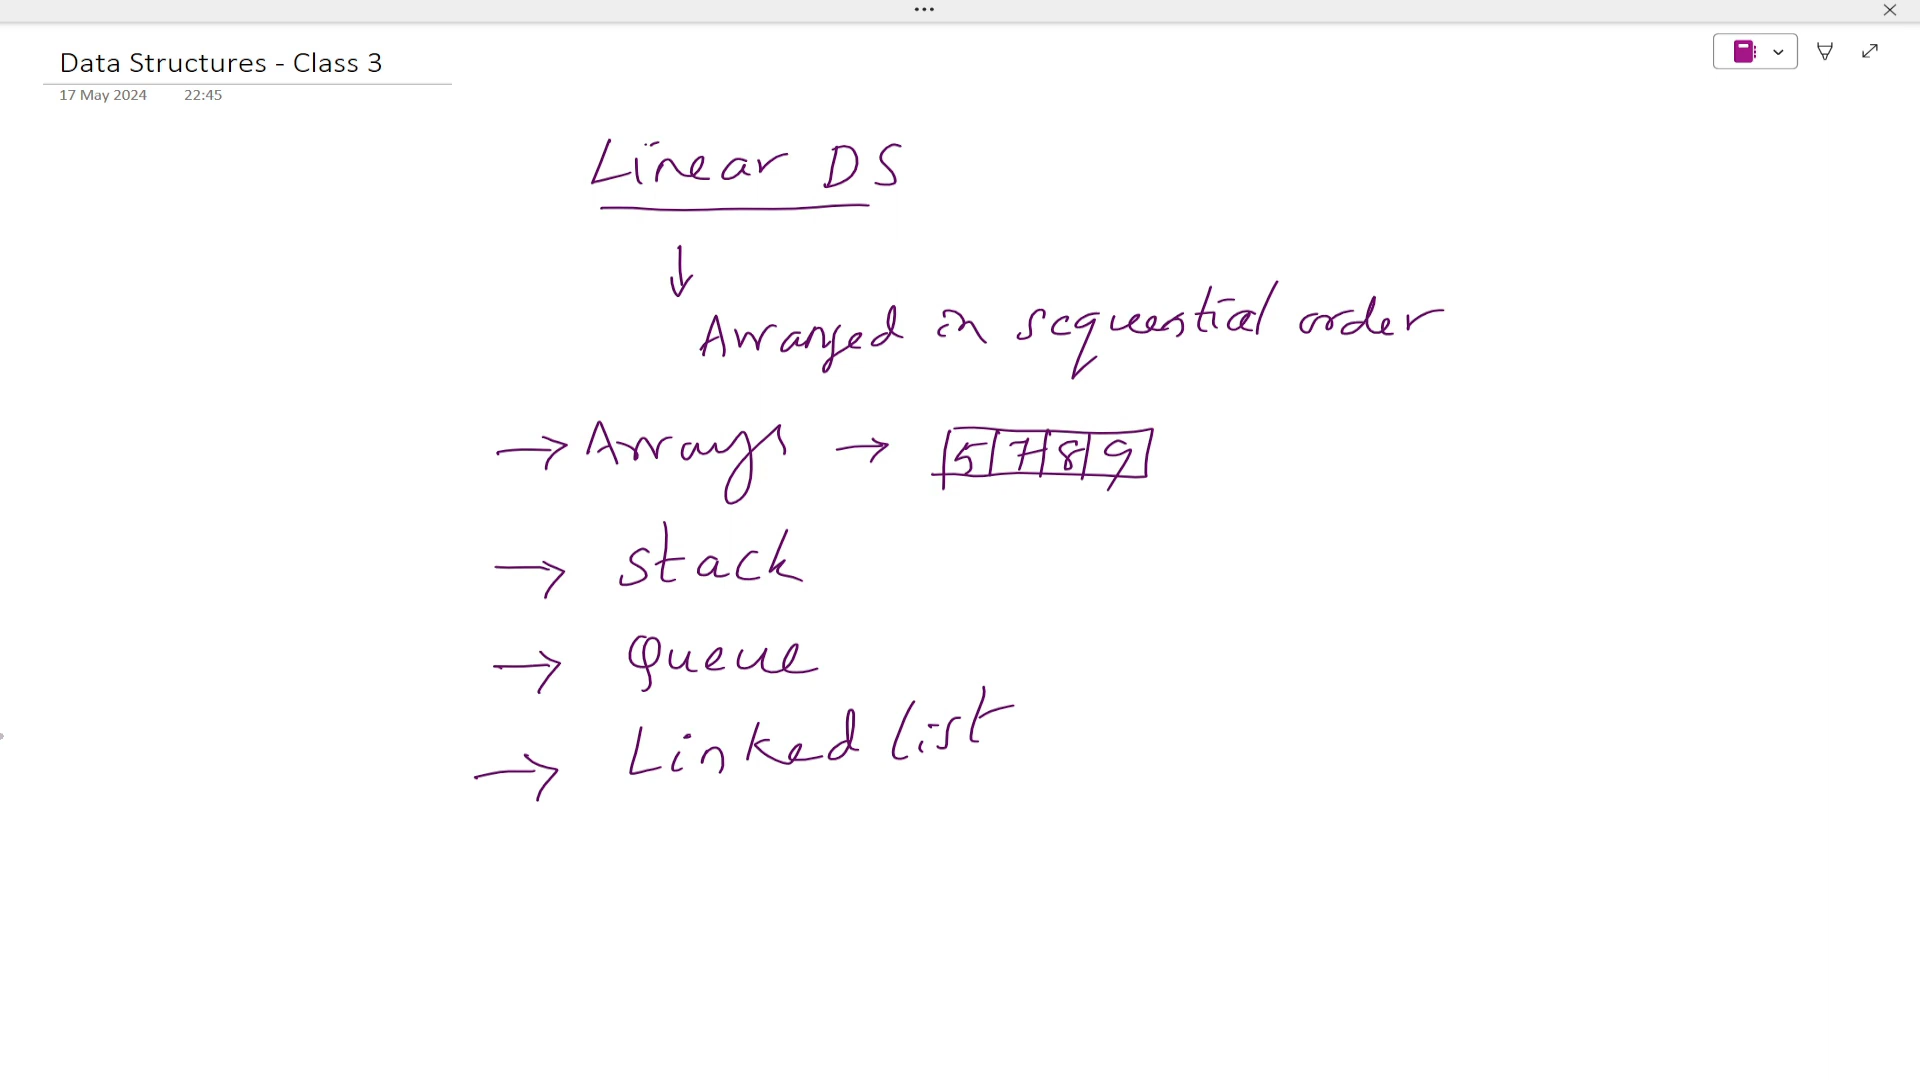 Data Structures - Class 3
17 May 2024 22:45
Linear DS
↓
Arranged in sequential order
→ Arrays → 5 7 8 9
→ stack
→ Queue
→ Linked list